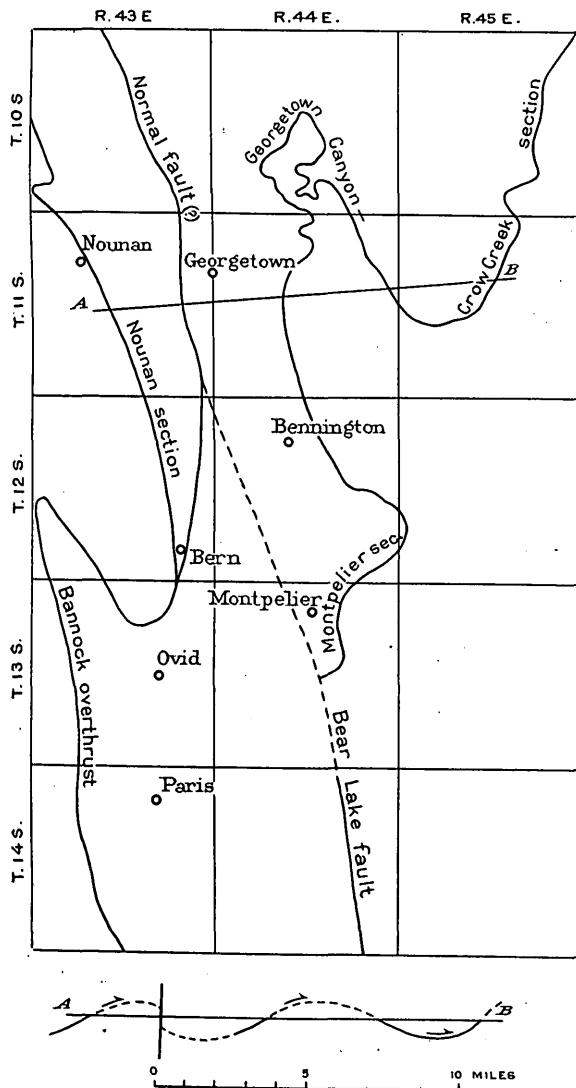 R.43 E
R.44 E.
R.45 E.
T.10 S.
T.11 S.
T.12 S.
T.13 S.
T.14 S.
Normal fault(?)
Georgetown
Canyon
section
Nounan
Georgetown
Crow Creek
A
B
Nounan section
Bennington
Bern
Montpelier
Montpelier sec.
Bannock overthrust
Ovid
Bear
Lake fault
Paris
A
B
0 5 10 MILES